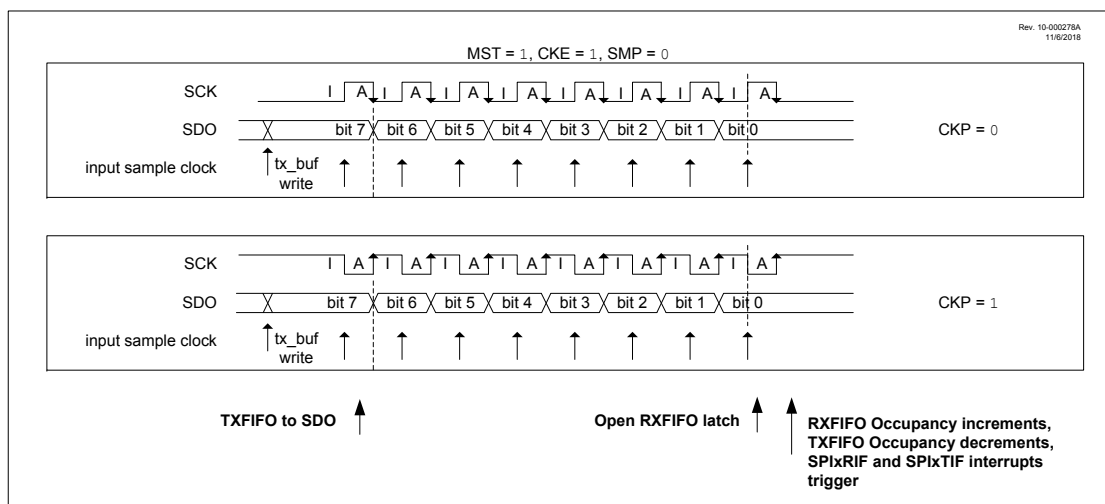 Rev. 10-000278A
11/6/2018
MST = 1, CKE = 1, SMP = 0
SCK I A I A I A I A I A I A I A I A
SDO bit 7 bit 6 bit 5 bit 4 bit 3 bit 2 bit 1 bit 0 CKP = 0
input sample clock tx_buf
write
SCK I A I A I A I A I A I A I A I A
SDO bit 7 bit 6 bit 5 bit 4 bit 3 bit 2 bit 1 bit 0 CKP = 1
input sample clock tx_buf
write
TXFIFO to SDO
Open RXFIFO latch
RXFIFO Occupancy increments,
TXFIFO Occupancy decrements,
SPIxRIF and SPIxTIF interrupts
trigger